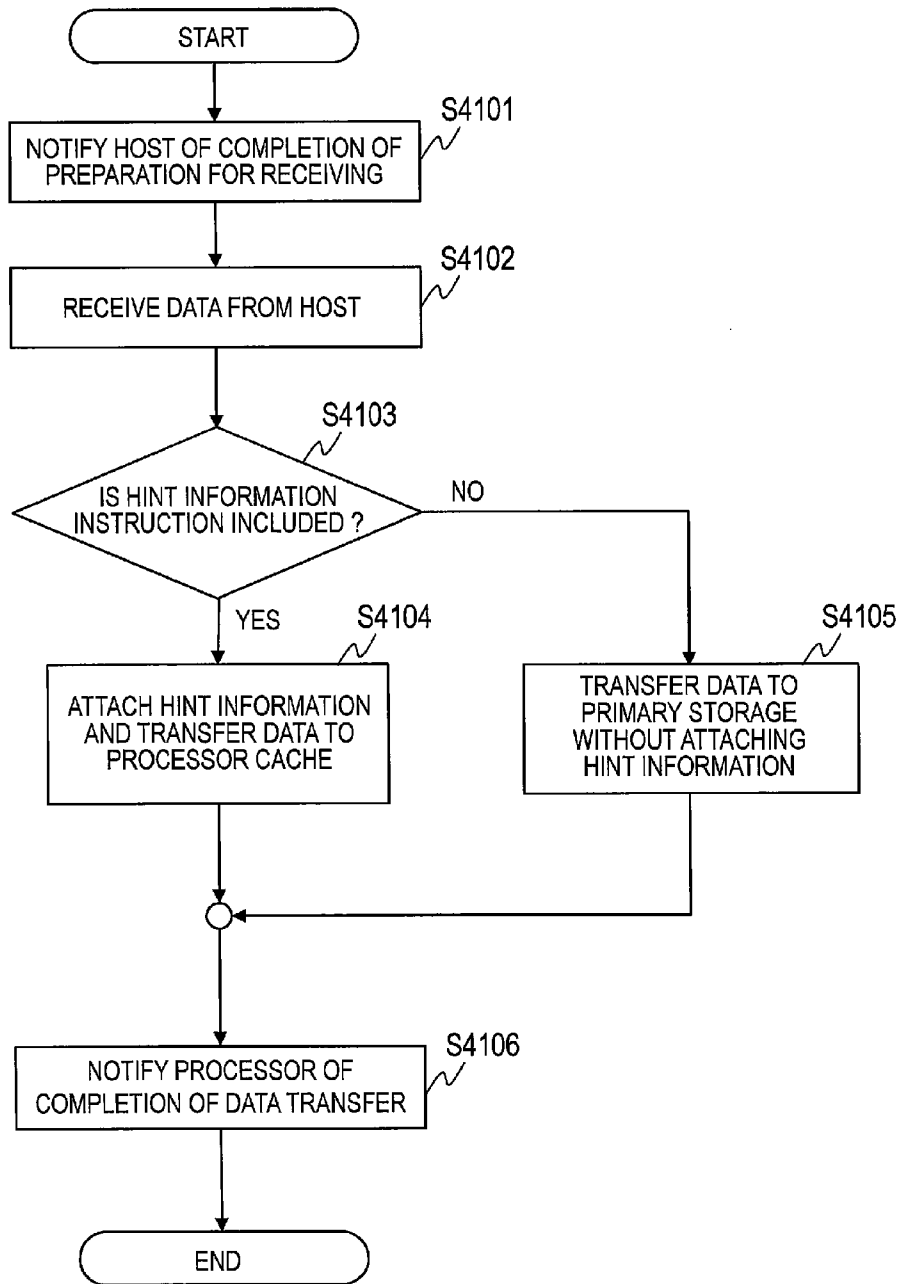 START
S4101
NOTIFY HOST OF COMPLETION OF
PREPARATION FOR RECEIVING
S4102
RECEIVE DATA FROM HOST
S4103
IS HINT INFORMATION
INSTRUCTION INCLUDED ?
NO
YES
S4104
ATTACH HINT INFORMATION
AND TRANSFER DATA TO
PROCESSOR CACHE
S4105
TRANSFER DATA TO
PRIMARY STORAGE
WITHOUT ATTACHING
HINT INFORMATION
S4106
NOTIFY PROCESSOR OF
COMPLETION OF DATA TRANSFER
END